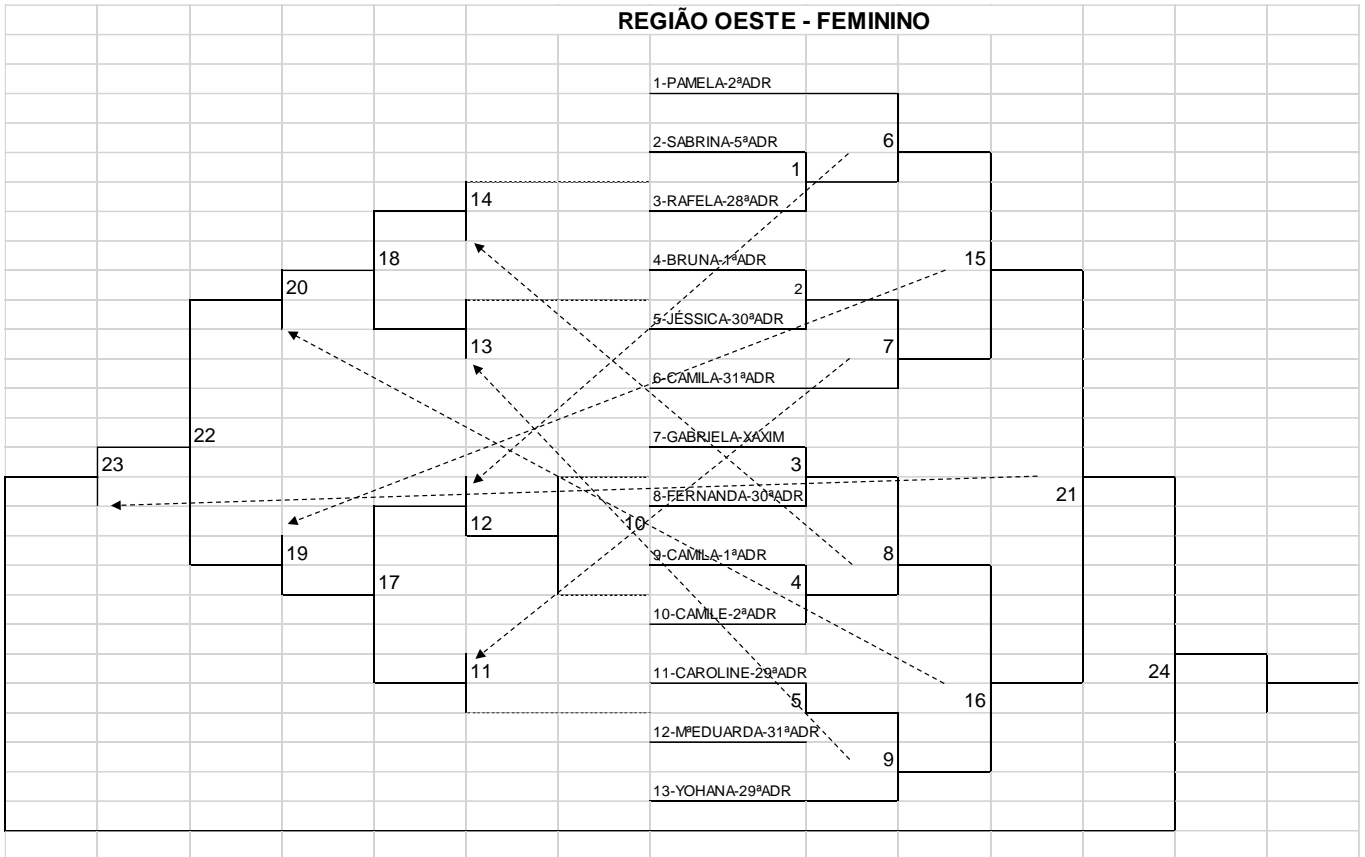 REGIÃO OESTE - FEMININO
1-PAMELA-2ªADR
2-SABRINA-5ªADR
6
1
14
3-RAFELA-28ªADR
18
4-BRUNA-1ªADR
15
20
2
5-JÉSSICA-30ªADR
13
7
6-CAMILA-31ªADR
22
7-GABRIELA-XAXIM
23
3
8-FERNANDA-30ªADR
21
12
10
19
9-CAMILA-1ªADR
8
17
4
10-CAMILE-2ªADR
11
11-CAROLINE-29ªADR
24
5
16
12-MªEDUARDA-31ªADR
9
13-YOHANA-29ªADR